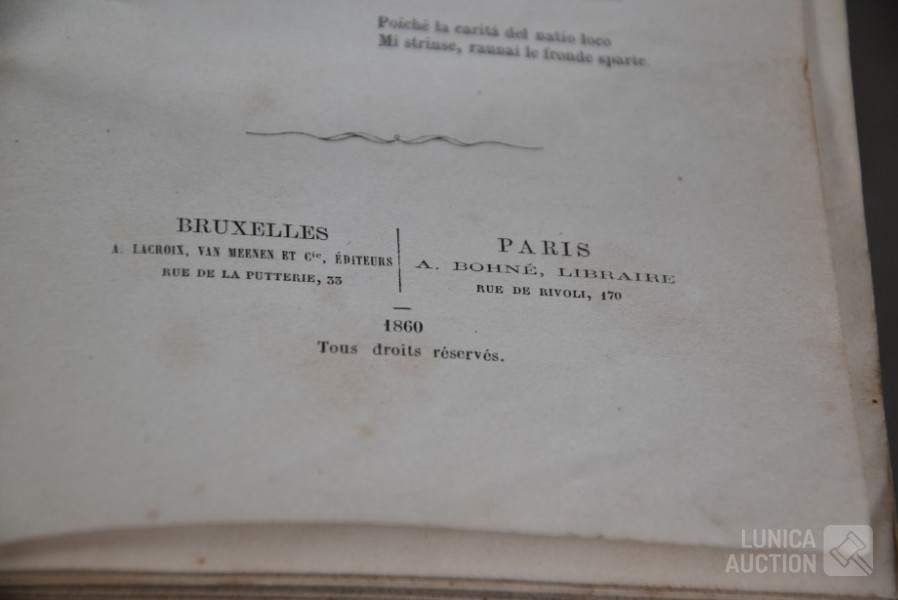 Poiché la carità del natio loco
Mi strinse, raunai le fronde sparte.
BRUXELLES
A. LACROIX, VAN MEENEN ET Cie, ÉDITEURS
RUE DE LA PUTTERIE, 33
PARIS
A. BOHNÉ, LIBRAIRE
RUE DE RIVOLI, 170
1860
Tous droits réservés.
LUNICA
AUCTION